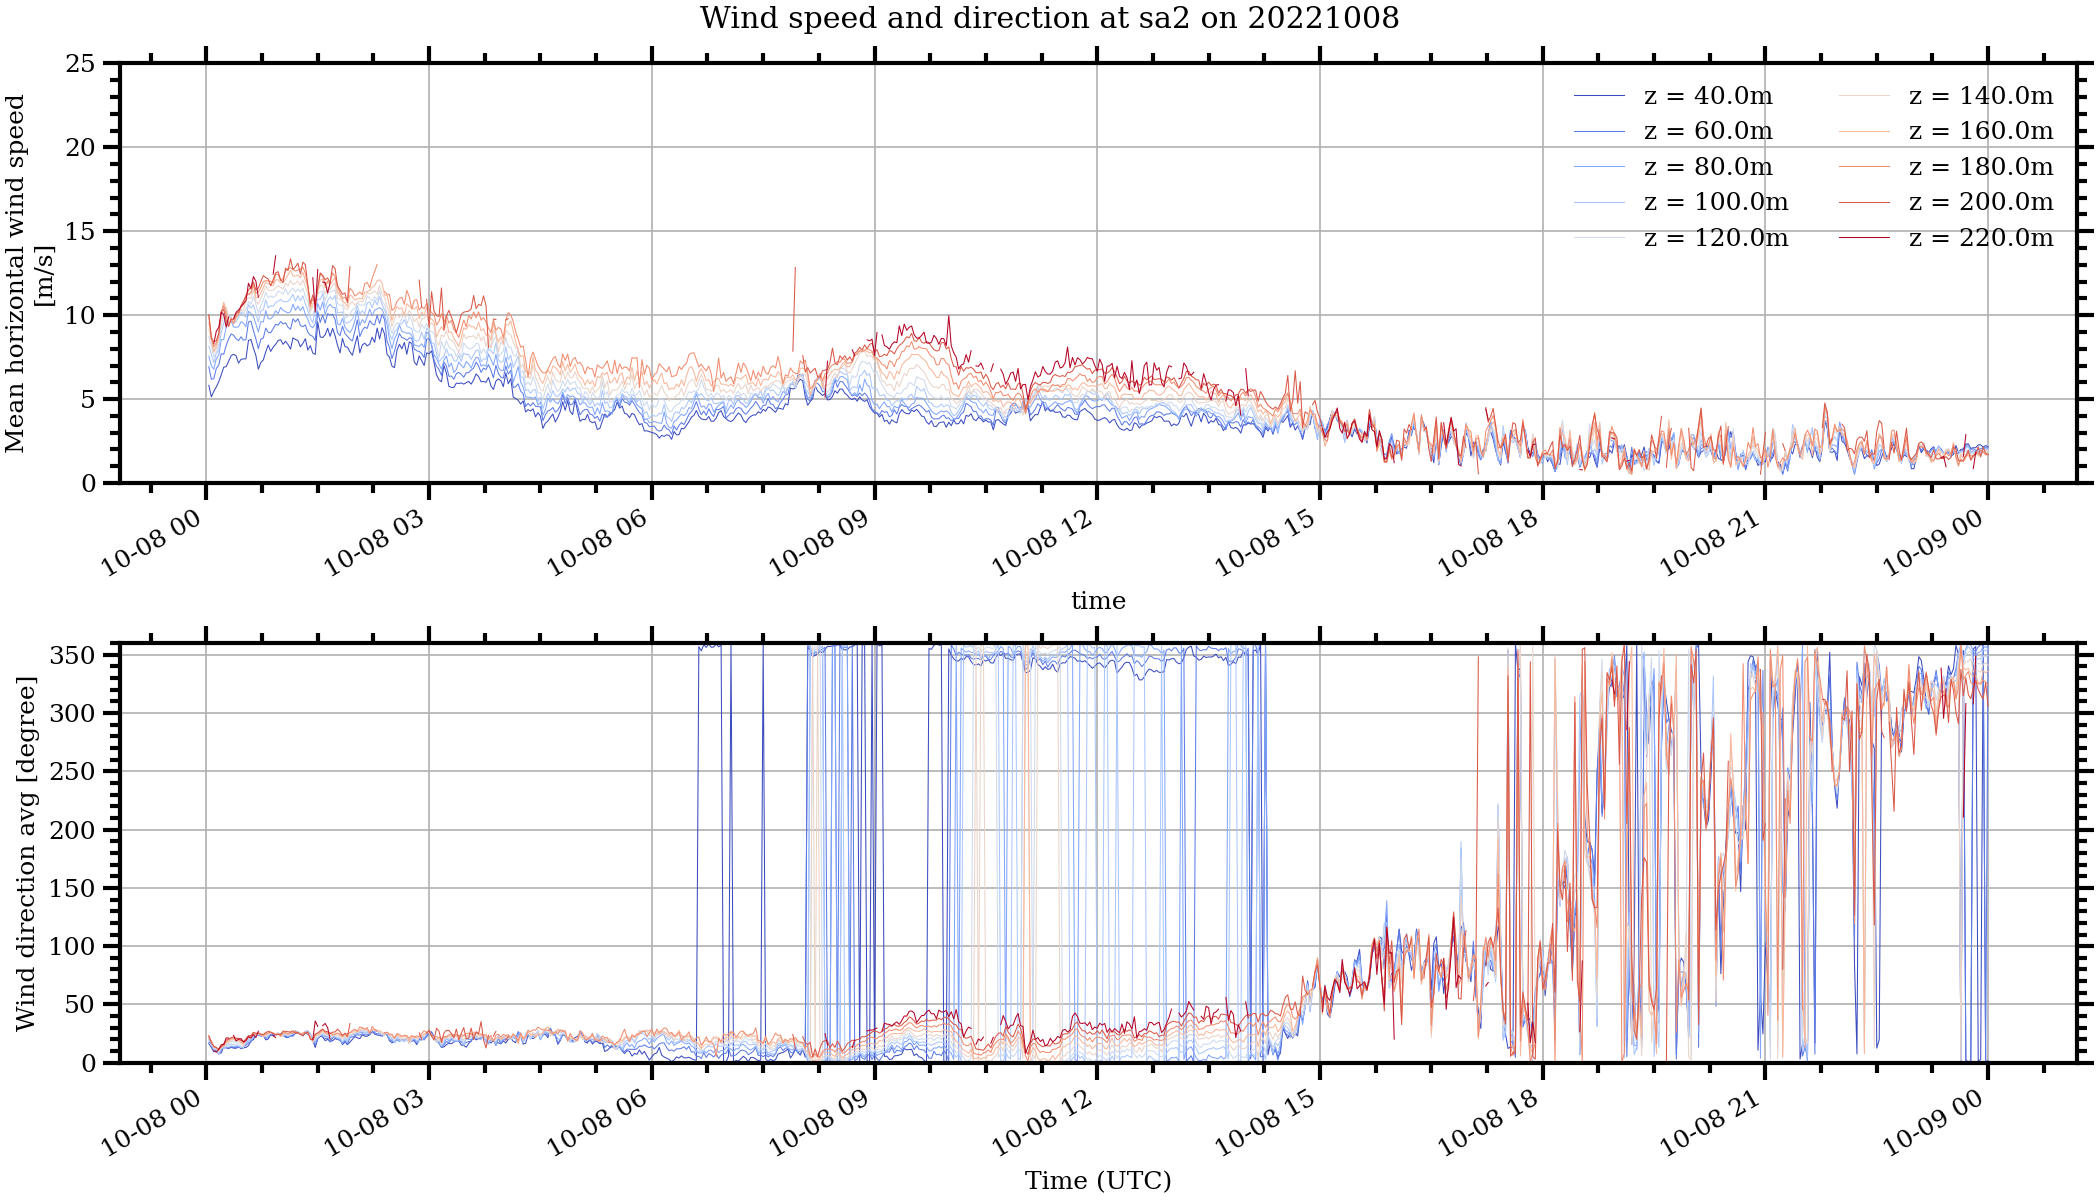 Wind speed and direction at sa2 on 20221008
Mean horizontal wind speed
[m/s]
25
20
15
10
5
0
z = 40.0m
z = 60.0m
z = 80.0m
z = 100.0m
z = 120.0m
z = 140.0m
z = 160.0m
z = 180.0m
z = 200.0m
z = 220.0m
10-08 00
10-08 03
10-08 06
10-08 09
10-08 12
10-08 15
10-08 18
10-08 21
10-09 00
time
Wind direction avg [degree]
350
300
250
200
150
100
50
0
10-08 00
10-08 03
10-08 06
10-08 09
10-08 12
10-08 15
10-08 18
10-08 21
10-09 00
Time (UTC)